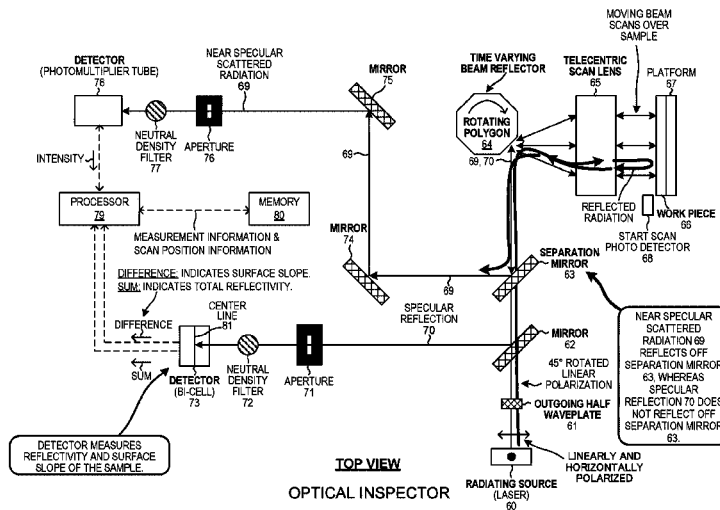 MOVING BEAM
SCANS OVER
SAMPLE
DETECTOR
(PHOTOMULTIPLIER TUBE)
78
NEAR SPECULAR
SCATTERED
RADIATION
69
MIRROR
75
TIME VARYING
BEAM REFLECTOR
TELECENTRIC
SCAN LENS
65
PLATFORM
67
ROTATING
POLYGON
64
NEUTRAL
DENSITY
FILTER
77
APERTURE
76
INTENSITY
69
69, 70
REFLECTED
RADIATION
WORK PIECE
66
START SCAN
PHOTO DETECTOR
68
PROCESSOR
79
MEMORY
80
MEASUREMENT INFORMATION &
SCAN POSITION INFORMATION
MIRROR
74
69
SEPARATION
MIRROR
63
DIFFERENCE: INDICATES SURFACE SLOPE.
SUM: INDICATES TOTAL REFLECTIVITY.
CENTER
LINE
81
DIFFERENCE
SUM
DETECTOR
(BI-CELL)
73
NEUTRAL
DENSITY
FILTER
72
APERTURE
71
SPECULAR
REFLECTION
70
MIRROR
62
45° ROTATED
LINEAR
POLARIZATION
OUTGOING HALF
WAVEPLATE
61
NEAR SPECULAR
SCATTERED
RADIATION 69
REFLECTS OFF
SEPARATION MIRROR
63, WHEREAS
SPECULAR
REFLECTION 70 DOES
NOT REFLECT OFF
SEPARATION MIRROR
63.
DETECTOR MEASURES
REFLECTIVITY AND SURFACE
SLOPE OF THE SAMPLE.
LINEARLY AND
HORIZONTALLY
POLARIZED
RADIATING SOURCE
(LASER)
60
TOP VIEW
OPTICAL INSPECTOR